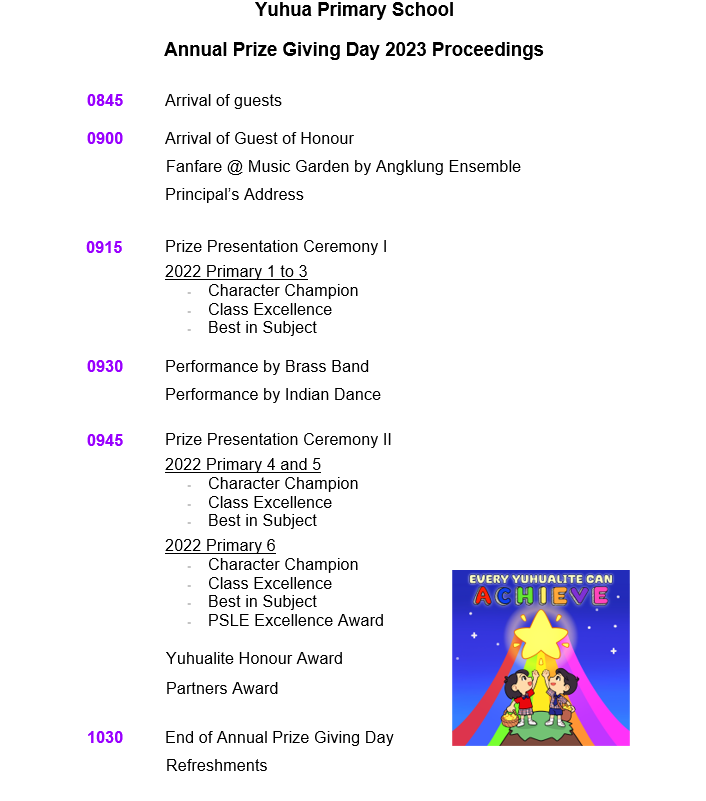 Yuhua Primary School
Annual Prize Giving Day 2023 Proceedings
0845 Arrival of guests
0900 Arrival of Guest of Honour
Fanfare @ Music Garden by Angklung Ensemble
Principal’s Address
0915 Prize Presentation Ceremony I
2022 Primary 1 to 3
- Character Champion
- Class Excellence
- Best in Subject
0930 Performance by Brass Band
Performance by Indian Dance
0945 Prize Presentation Ceremony II
2022 Primary 4 and 5
- Character Champion
- Class Excellence
- Best in Subject
2022 Primary 6
- Character Champion
- Class Excellence
- Best in Subject
- PSLE Excellence Award
Yuhualite Honour Award
Partners Award
1030 End of Annual Prize Giving Day
Refreshments
EVERY YUHUALITE CAN
ACHIEVE